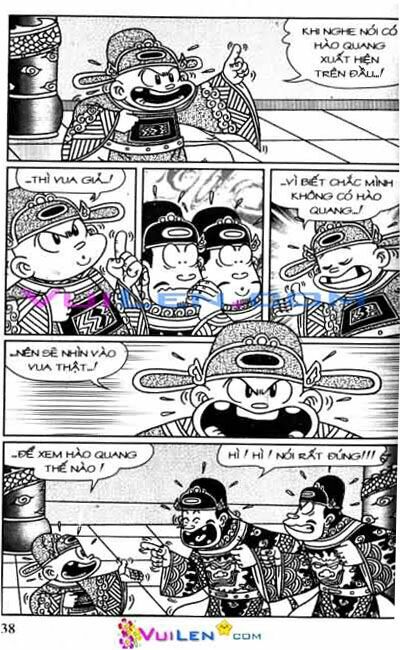 KHI NGHE NÓI CÓ
HÀO QUANG
XUẤT HIỆN
TRÊN ĐẦU..!
..THÌ VUA GIẢ..!
..VÌ BIẾT CHẮC MÌNH
KHÔNG CÓ HÀO
QUANG..!
VUILEN.COM
..NÊN SẼ NHÌN VÀO
VUA THẬT..!
..ĐỂ XEM HÀO QUANG
THẾ NÀO !
HÌ ! HÌ ! NÓI RẤT ĐÚNG!!!
38
VUILEN.COM